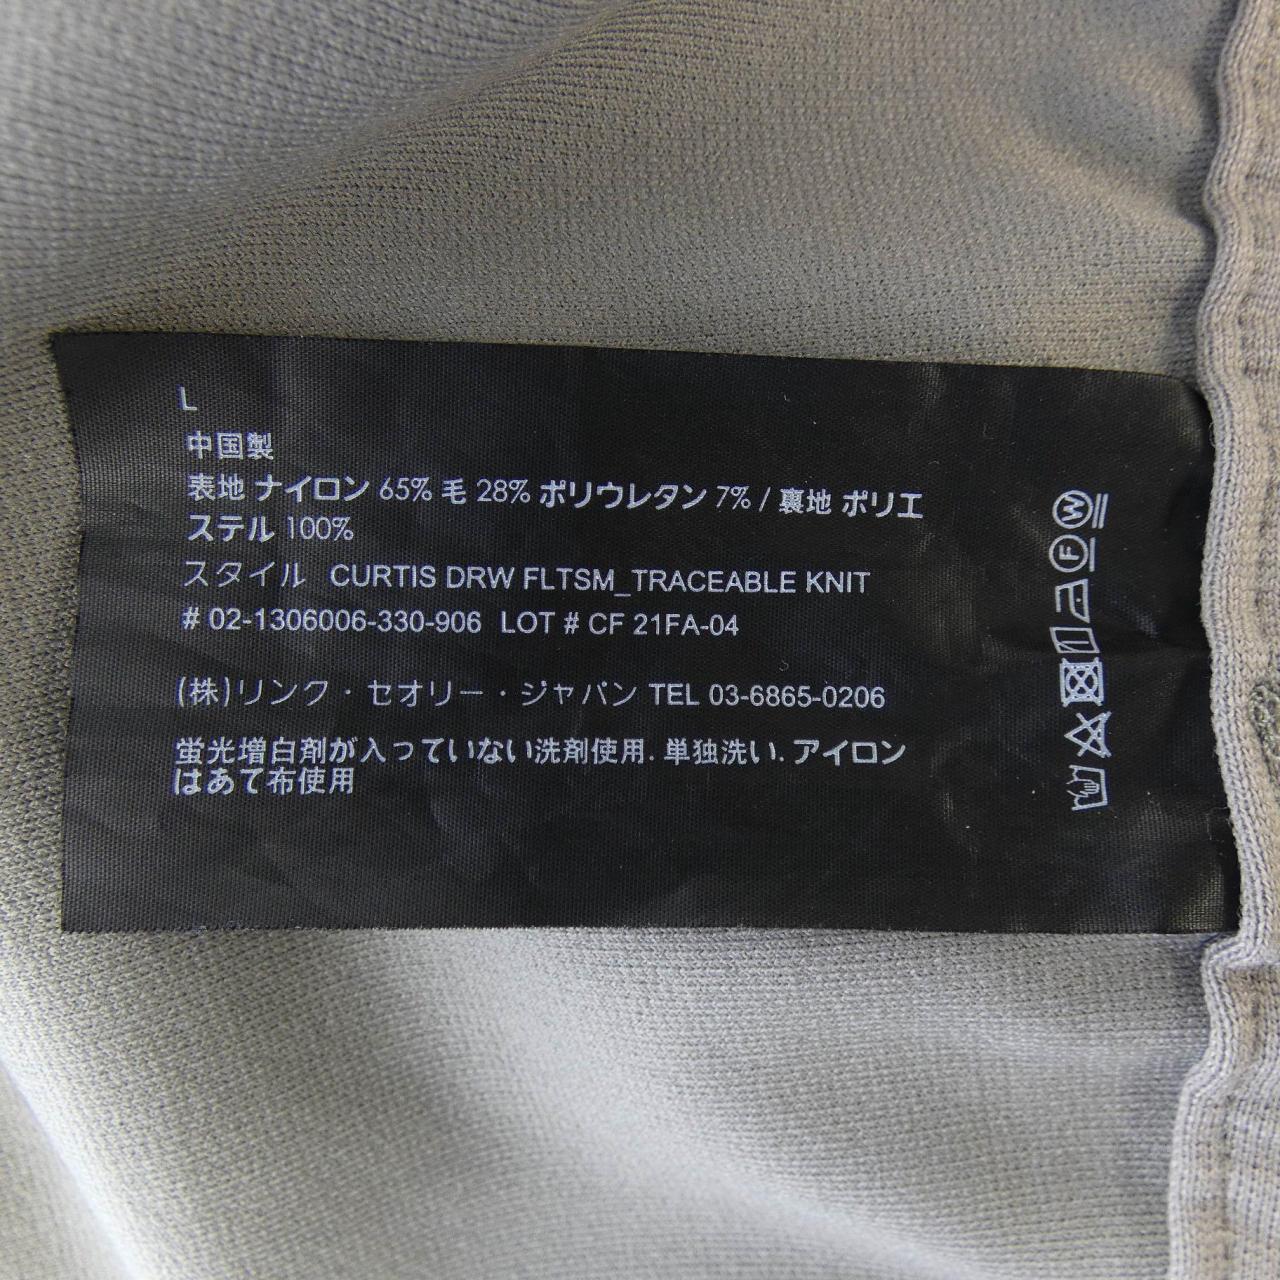 L
中国製
表地 ナイロン 65% 毛 28% ポリウレタン 7% / 裏地 ポリエ
ステル 100%
スタイル CURTIS DRW FLTSM_TRACEABLE KNIT
# 02-1306006-330-906 LOT # CF 21FA-04
(株)リンク・セオリー・ジャパン TEL 03-6865-0206
蛍光増白剤が入っていない洗剤使用. 単独洗い. アイロン
はあて布使用
W
F